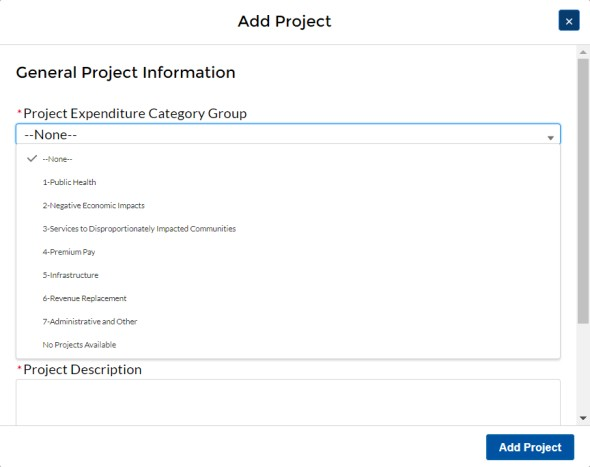 Add Project
×
General Project Information
*Project Expenditure Category Group
--None--
--None--
1-Public Health
2-Negative Economic Impacts
3-Services to Disproportionately Impacted Communities
4-Premium Pay
5-Infrastructure
6-Revenue Replacement
7-Administrative and Other
No Projects Available
*Project Description
Add Project